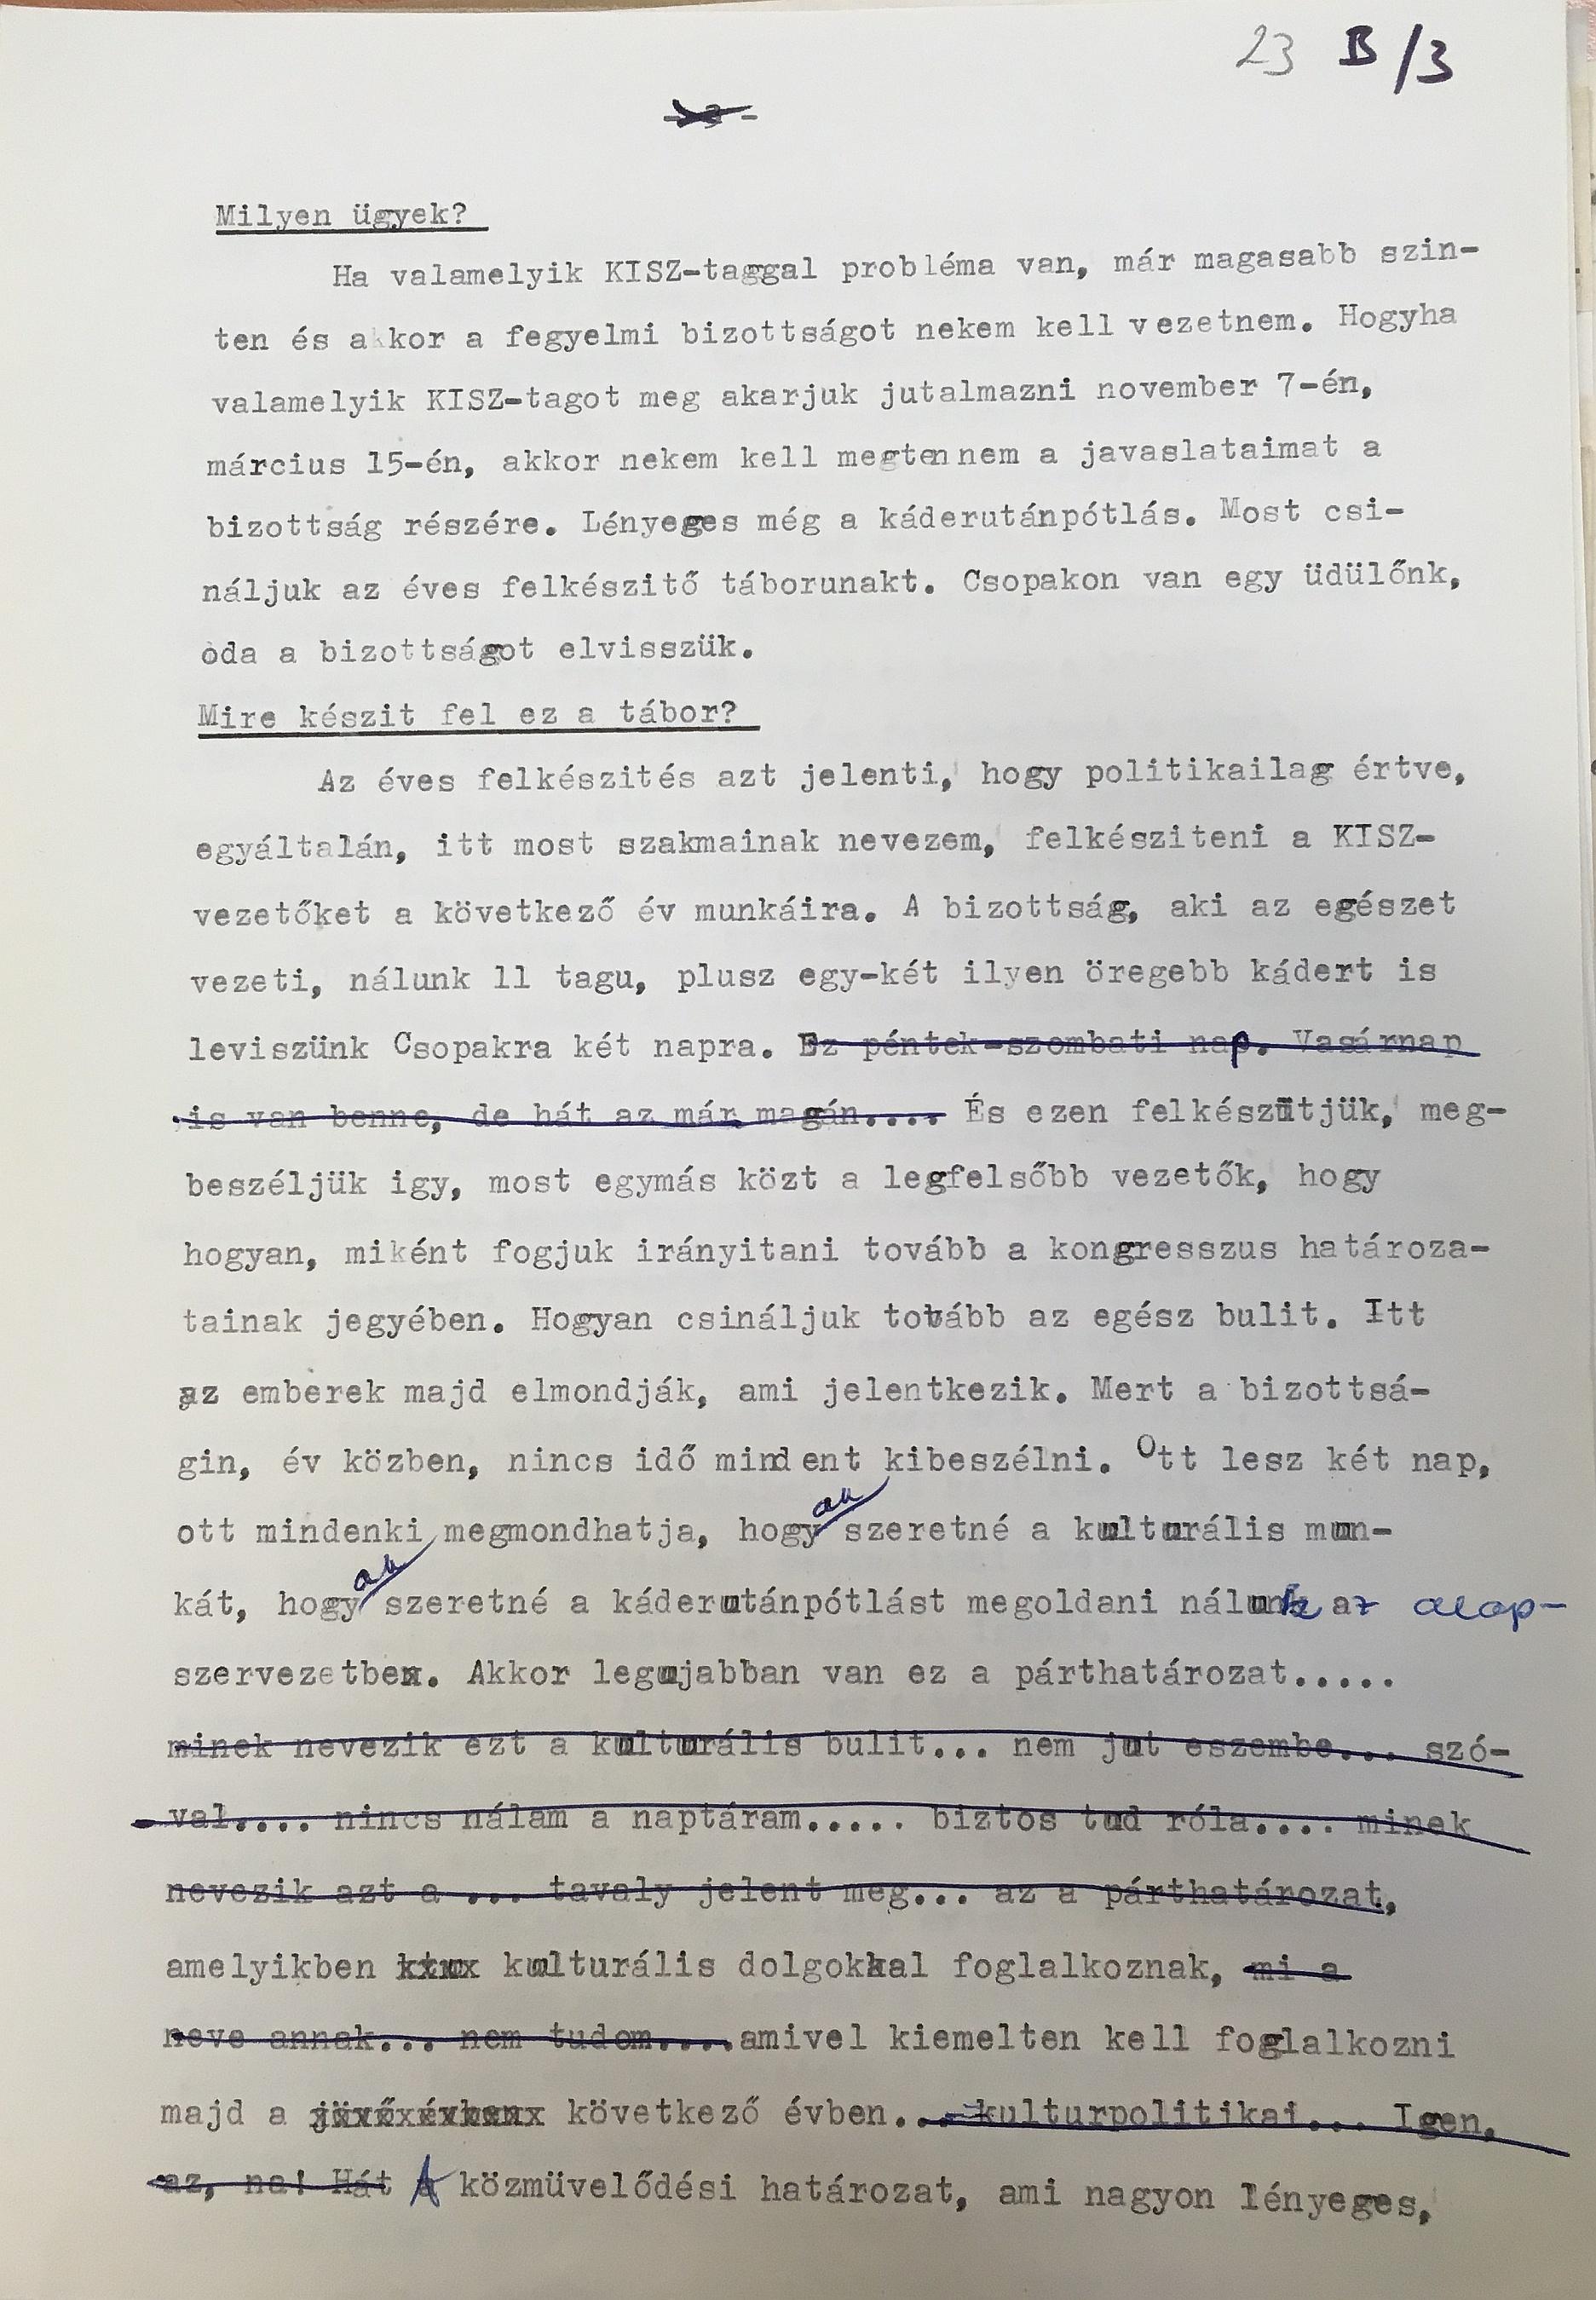 23 B/3
- 3 -
Milyen ügyek?
Ha valamelyik KISZ-taggal probléma van, már magasabb szin-
ten és akkor a fegyelmi bizottságot nekem kell vezetnem. Hogyha
valamelyik KISZ-tagot meg akarjuk jutalmazni november 7-én,
március 15-én, akkor nekem kell megtennem a javaslataimat a
bizottság részére. Lényeges még a káderutánpótlás. Most csi-
náljuk az éves felkészitő táborunakt. Csopakon van egy üdülőnk,
oda a bizottságot elvisszük.
Mire készit fel ez a tábor?
Az éves felkészités azt jelenti, hogy politikailag értve,
egyáltalán, itt most szakmainak nevezem, felkésziteni a KISZ-
vezetőket a következő év munkáira. A bizottság, aki az egészet
vezeti, nálunk 11 tagu, plusz egy-két ilyen öregebb kádert is
leviszünk Csopakra két napra. Ez péntek-szombati nap. Vasárnap
is van benne, de hát az már magán.... És ezen felkészitjük, meg-
beszéljük igy, most egymás közt a legfelsőbb vezetők, hogy
hogyan, miként fogjuk irányitani tovább a kongresszus határoza-
tainak jegyében. Hogyan csináljuk tovább az egész bulit. Itt
az emberek majd elmondják, ami jelentkezik. Mert a bizottsá-
gin, év közben, nincs idő mindent kibeszélni. Ott lesz két nap,
ott mindenki megmondhatja, hogyan szeretné a kulturális mun-
kát, hogyan szeretné a káderutánpótlást megoldani nálunk az alap-
szervezetben. Akkor legujabban van ez a párthatározat.....
minek nevezik ezt a kulturális bulit... nem jut eszembe... szó-
val.... nincs nálam a naptáram..... biztos tud róla.... minek
nevezik azt a ... tavaly jelent meg... az a párthatározat,
amelyikben kulturális dolgokkal foglalkoznak, mi a
neve annak... nem tudom.... amivel kiemelten kell foglalkozni
majd a jövő évben következő évben... kulturpolitikai... Igen,
az, na! Hát A közmüvelődési határozat, ami nagyon lényeges,